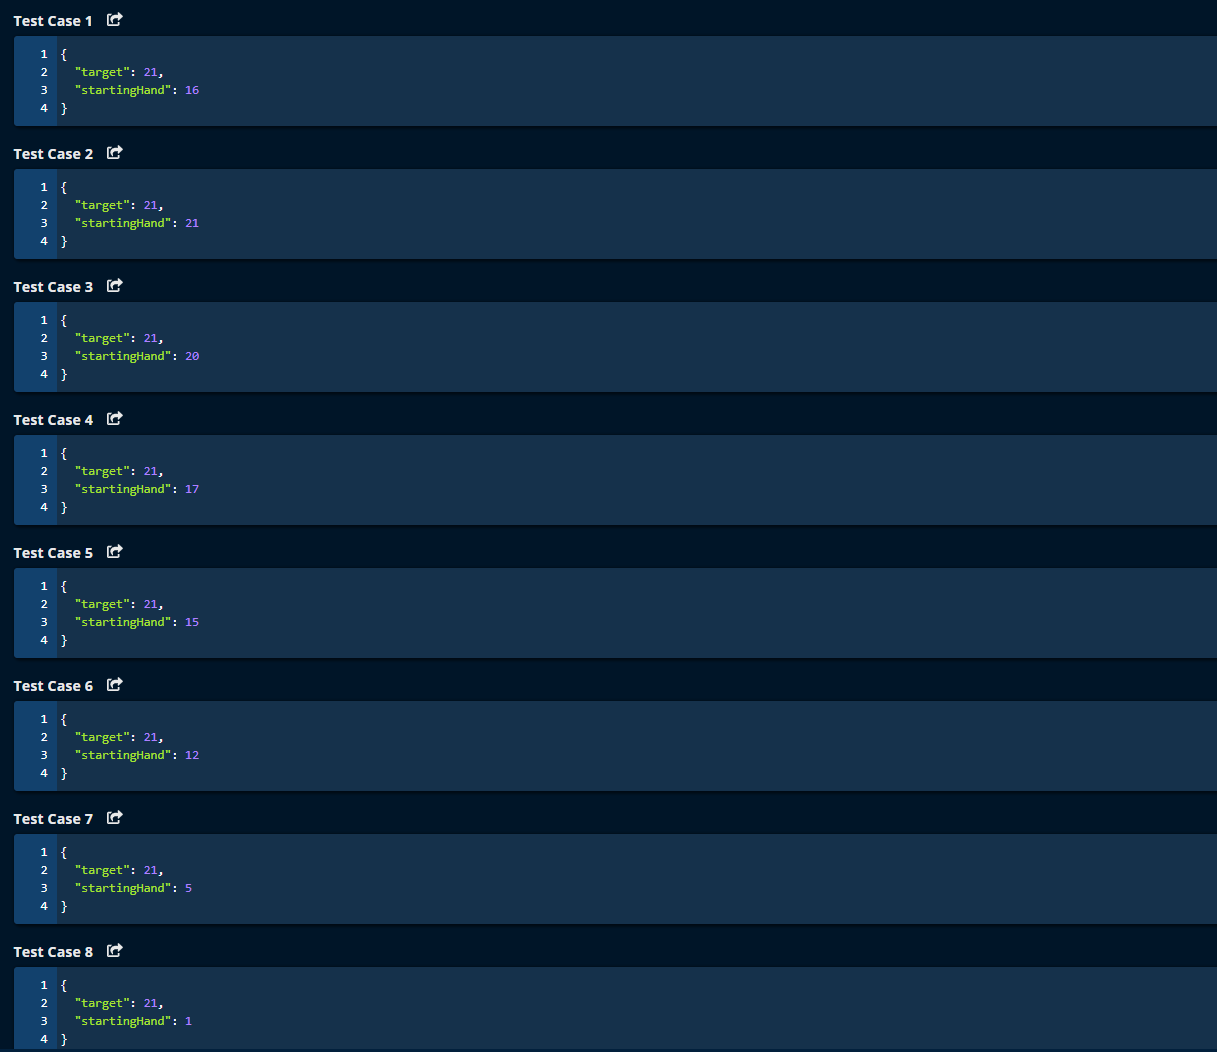 Test Case 1
1 {
2   "target": 21,
3   "startingHand": 16
4 }
Test Case 2
1 {
2   "target": 21,
3   "startingHand": 21
4 }
Test Case 3
1 {
2   "target": 21,
3   "startingHand": 20
4 }
Test Case 4
1 {
2   "target": 21,
3   "startingHand": 17
4 }
Test Case 5
1 {
2   "target": 21,
3   "startingHand": 15
4 }
Test Case 6
1 {
2   "target": 21,
3   "startingHand": 12
4 }
Test Case 7
1 {
2   "target": 21,
3   "startingHand": 5
4 }
Test Case 8
1 {
2   "target": 21,
3   "startingHand": 1
4 }